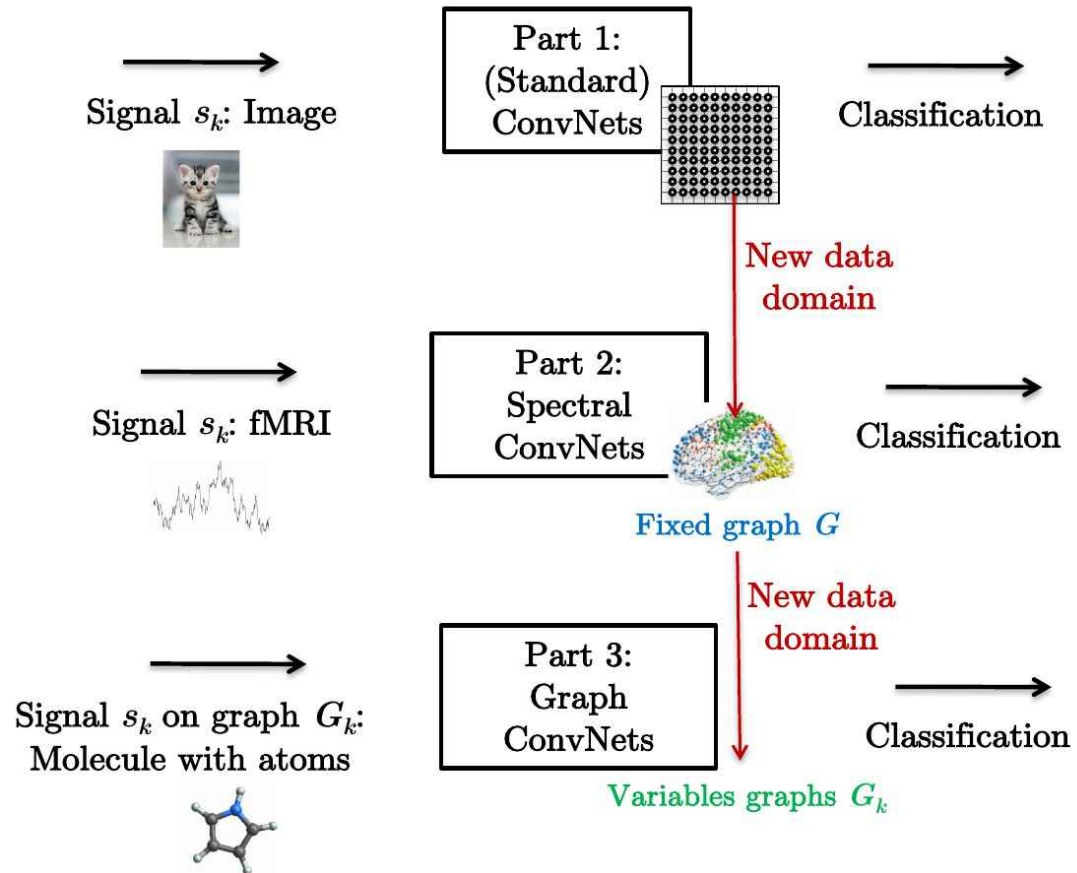 Part 1:
(Standard)
ConvNets
Signal s_k: Image
Classification
New data
domain
Part 2:
Spectral
ConvNets
Signal s_k: fMRI
Classification
Fixed graph G
New data
domain
Part 3:
Graph
ConvNets
Signal s_k on graph G_k:
Molecule with atoms
Classification
Variables graphs G_k